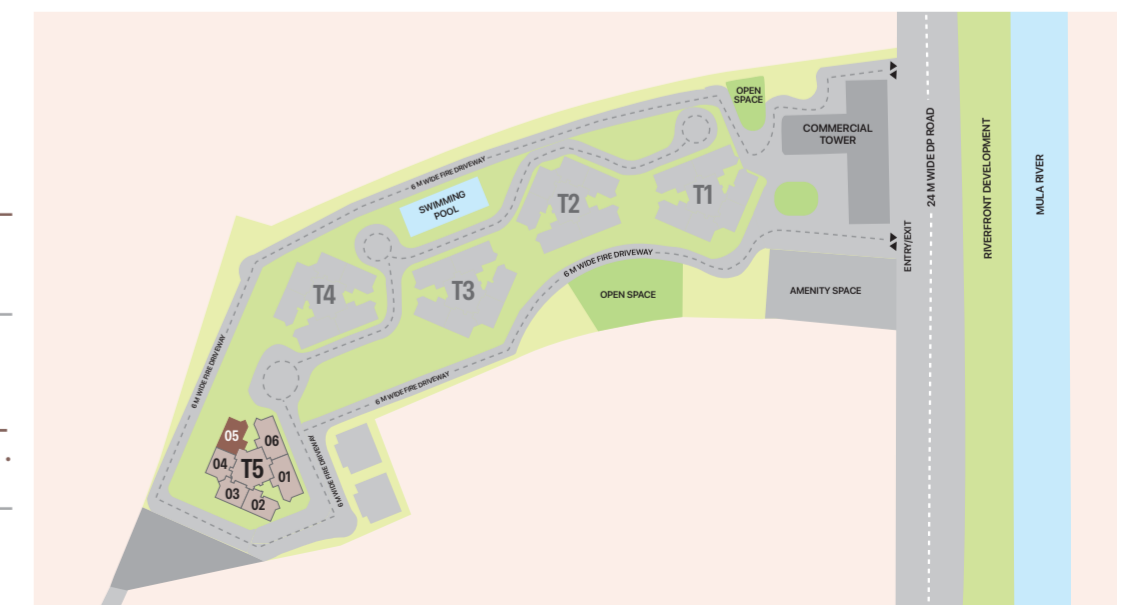 OPEN
SPACE
COMMERCIAL
TOWER
24 M WIDE DP ROAD
RIVERFRONT DEVELOPMENT
MULA RIVER
6 M WIDE FIRE DRIVEWAY
SWIMMING
POOL
T2
T1
ENTRY/EXIT
6 M WIDE FIRE DRIVEWAY
T4
T3
OPEN SPACE
AMENITY SPACE
6 M WIDE FIRE DRIVEWAY
6 M WIDE FIRE DRIVEWAY
05
06
04
T5
01
03
02
6 M WIDE FIRE DRIVEWAY